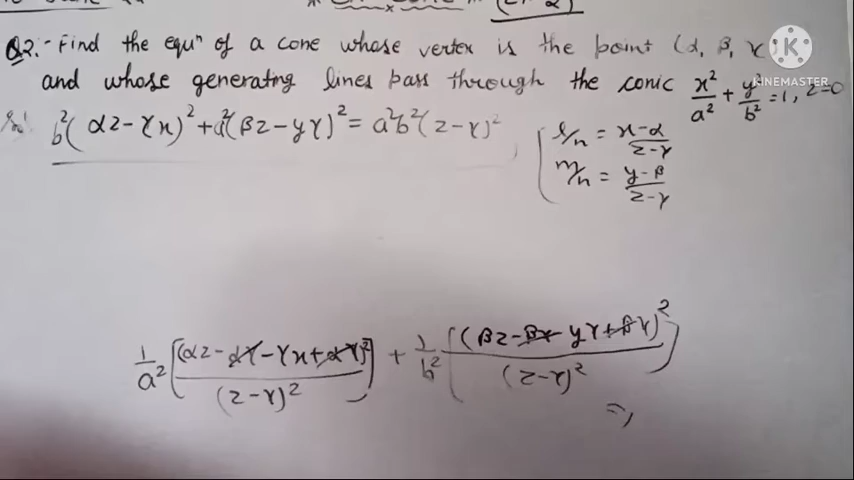 (2, α)
Q2:- Find the equⁿ of a cone whose vertex is the point (α, β, γ)
KINEMASTER
and whose generating lines pass through the conic x²/a² + y²/b² = 1, z=0
b²(αz-γx)² + a²(βz-yγ)² = a²b²(z-γ)²
l/n = x-α/z-γ
m/n = y-β/z-γ
1/a² [(αz-αγ-γx+αγ)²/(z-γ)²] + 1/b² [(βz-βγ-yγ+βγ)²/(z-γ)²]
=,